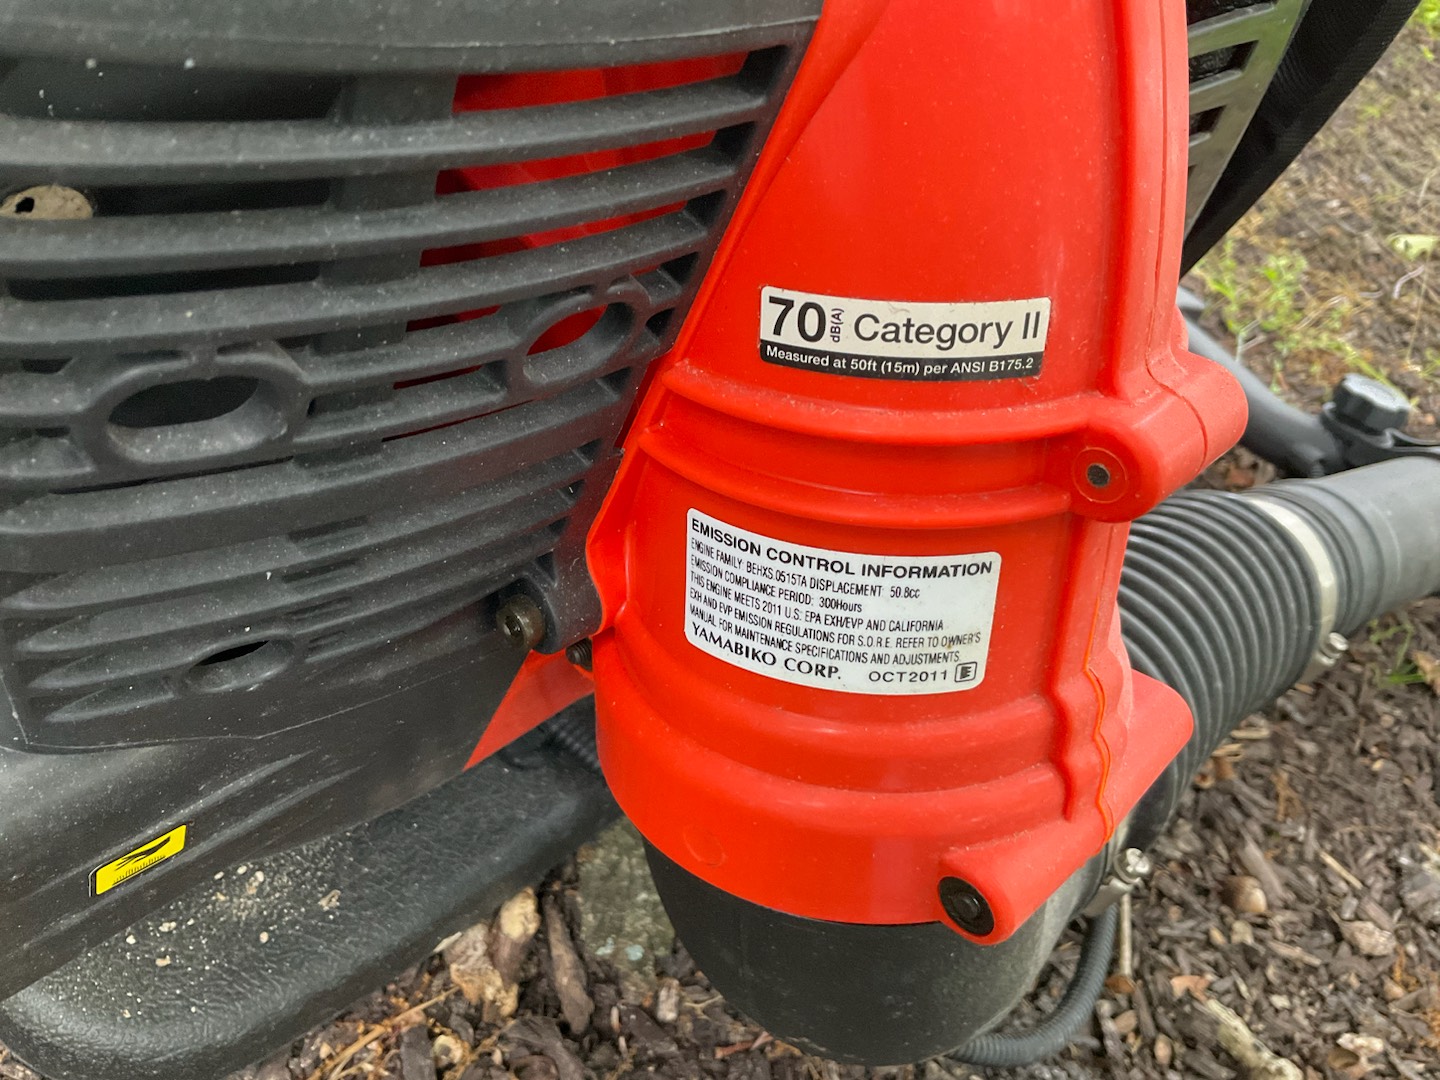 70 dB(A) Category II
Measured at 50ft (15m) per ANSI B175.2
EMISSION CONTROL INFORMATION
ENGINE FAMILY: BEHXS.0515TA DISPLACEMENT: 50.8cc
EMISSION COMPLIANCE PERIOD: 300Hours
THIS ENGINE MEETS 2011 U.S. EPA EXH/EVP AND CALIFORNIA
EXH AND EVP EMISSION REGULATIONS FOR S.O.R.E. REFER TO OWNER'S
MANUAL FOR MAINTENANCE SPECIFICATIONS AND ADJUSTMENTS
YAMABIKO CORP. OCT2011 E